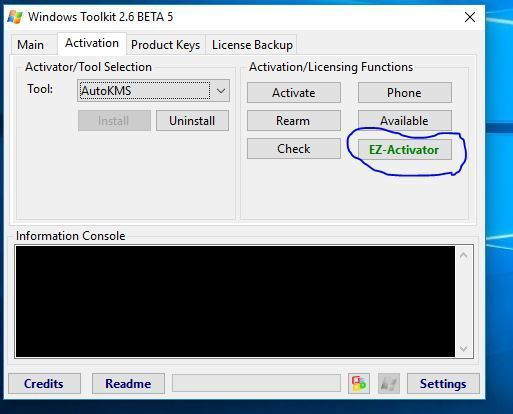 Windows Toolkit 2.6 BETA 5
Main Activation Product Keys License Backup
Activator/Tool Selection
Tool: AutoKMS
Install Uninstall
Activation/Licensing Functions
Activate Phone
Rearm Available
Check EZ-Activator
Information Console
Credits Readme Settings